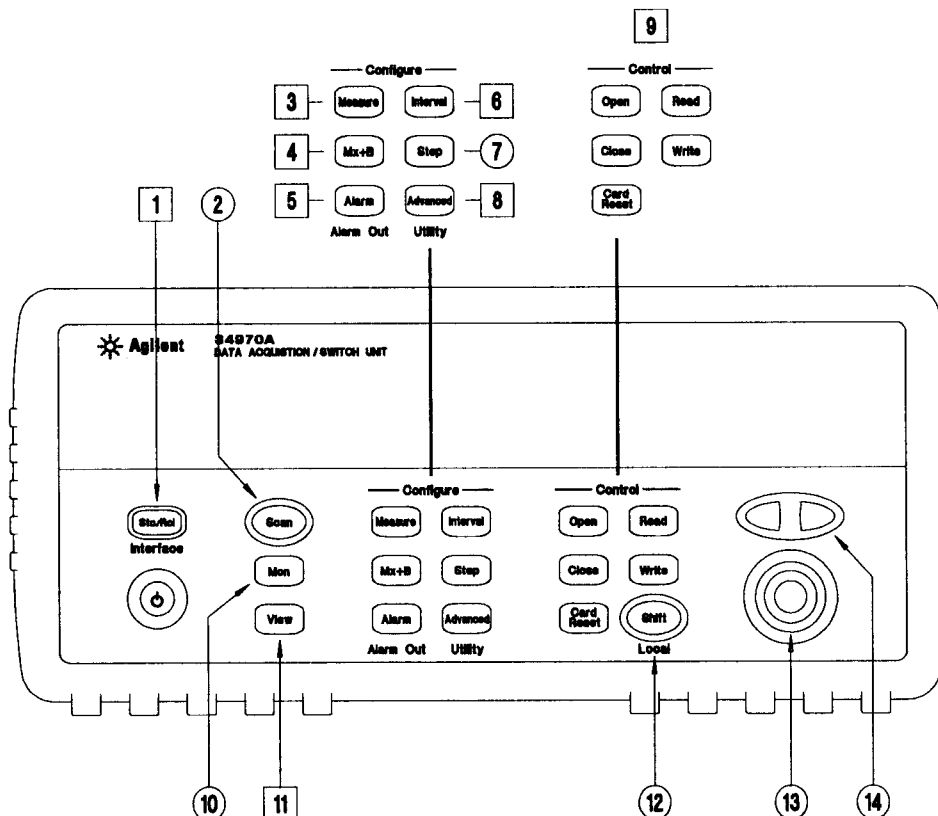 9
Configure
Control
3 Measure Interval 6
Open Read
4 Mx+B Step 7
Close Write
5 Alarm Advanced 8
Card Reset
Alarm Out Utility
1 2
Agilent 34970A
DATA ACQUISTION / SWITCH UNIT
Configure
Control
Sto/Rcl Scan Measure Interval Open Read
Interface
Mon Mx+B Step Close Write
View Alarm Advanced Card Reset Shift
Alarm Out Utility Local
10 11 12 13 14